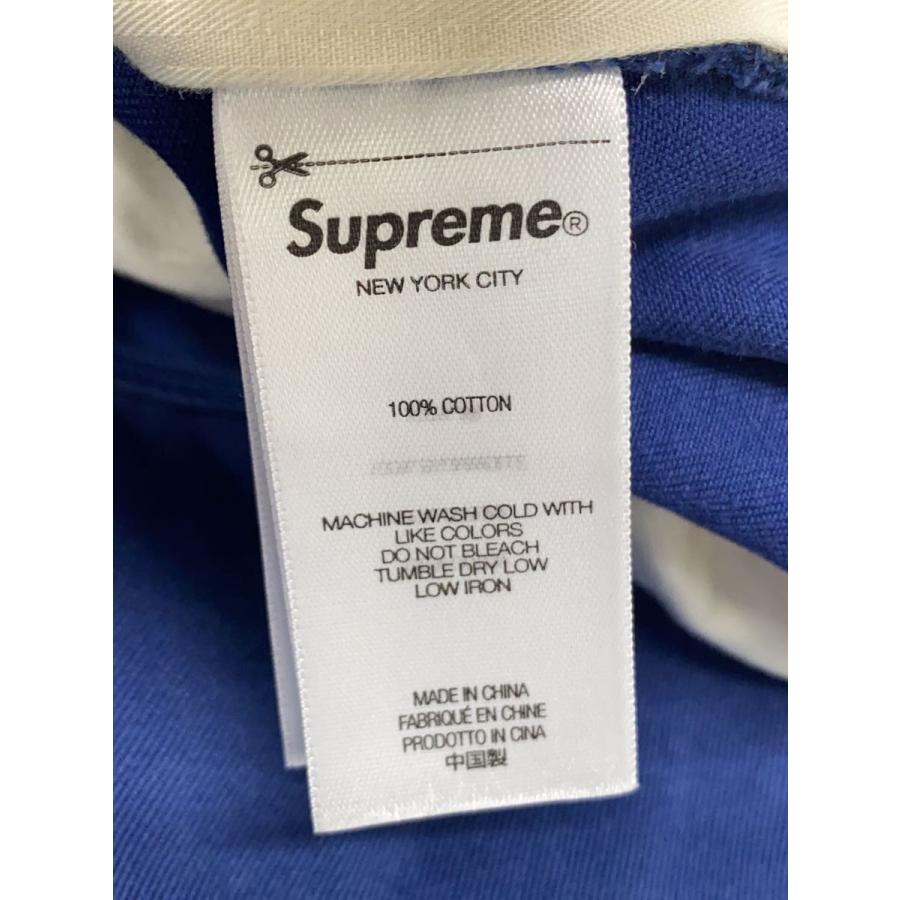 Supreme®
NEW YORK CITY
100% COTTON
MACHINE WASH COLD WITH
LIKE COLORS
DO NOT BLEACH
TUMBLE DRY LOW
LOW IRON
MADE IN CHINA
FABRIQUÉ EN CHINE
PRODOTTO IN CINA
中国製